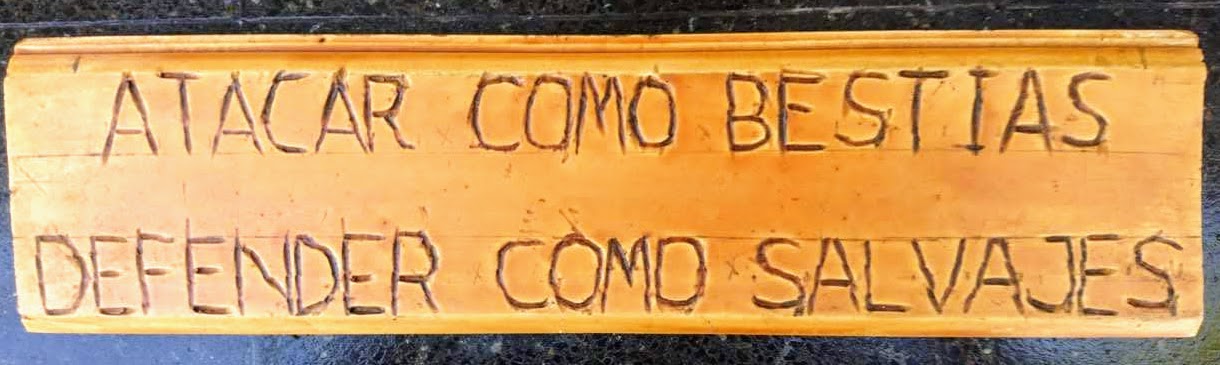 ATACAR COMO BESTIAS
DEFENDER COMO SALVAJES